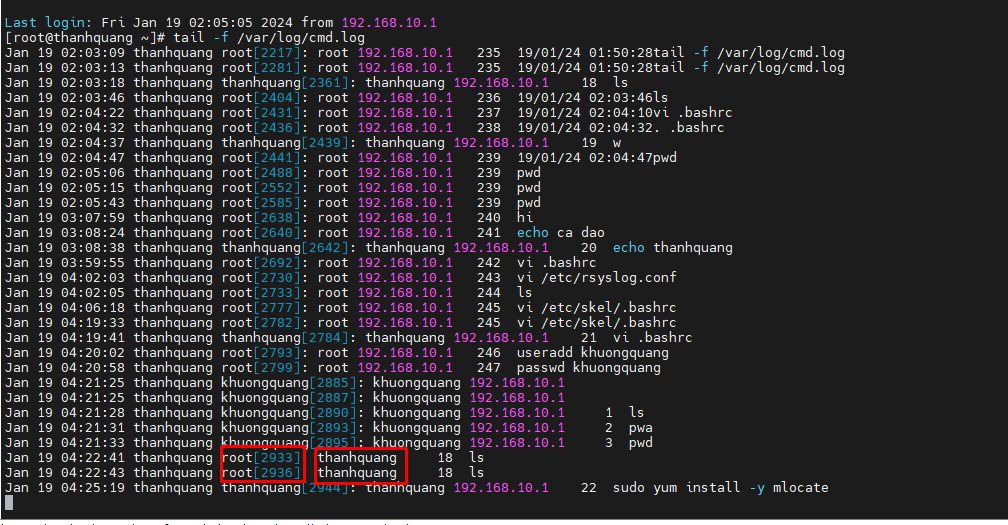 Last login: Fri Jan 19 02:05:05 2024 from 192.168.10.1
[root@thanhquang ~]# tail -f /var/log/cmd.log
Jan 19 02:03:09 thanhquang root[2217]: root 192.168.10.1   235  19/01/24 01:50:28tail -f /var/log/cmd.log
Jan 19 02:03:13 thanhquang root[2281]: root 192.168.10.1   235  19/01/24 01:50:28tail -f /var/log/cmd.log
Jan 19 02:03:18 thanhquang thanhquang[2361]: thanhquang 192.168.10.1    18  ls
Jan 19 02:03:46 thanhquang root[2404]: root 192.168.10.1   236  19/01/24 02:03:46ls
Jan 19 02:04:22 thanhquang root[2431]: root 192.168.10.1   237  19/01/24 02:04:10vi .bashrc
Jan 19 02:04:32 thanhquang root[2436]: root 192.168.10.1   238  19/01/24 02:04:32. .bashrc
Jan 19 02:04:37 thanhquang thanhquang[2439]: thanhquang 192.168.10.1    19  w
Jan 19 02:04:47 thanhquang root[2441]: root 192.168.10.1   239  19/01/24 02:04:47pwd
Jan 19 02:05:06 thanhquang root[2488]: root 192.168.10.1   239  pwd
Jan 19 02:05:15 thanhquang root[2552]: root 192.168.10.1   239  pwd
Jan 19 02:05:43 thanhquang root[2585]: root 192.168.10.1   239  pwd
Jan 19 03:07:59 thanhquang root[2638]: root 192.168.10.1   240  hi
Jan 19 03:08:24 thanhquang root[2640]: root 192.168.10.1   241  echo ca dao
Jan 19 03:08:38 thanhquang thanhquang[2642]: thanhquang 192.168.10.1    20  echo thanhquang
Jan 19 03:59:55 thanhquang root[2692]: root 192.168.10.1   242  vi .bashrc
Jan 19 04:02:03 thanhquang root[2730]: root 192.168.10.1   243  vi /etc/rsyslog.conf
Jan 19 04:02:05 thanhquang root[2733]: root 192.168.10.1   244  ls
Jan 19 04:06:18 thanhquang root[2777]: root 192.168.10.1   245  vi /etc/skel/.bashrc
Jan 19 04:19:33 thanhquang root[2782]: root 192.168.10.1   245  vi /etc/skel/.bashrc
Jan 19 04:19:41 thanhquang thanhquang[2784]: thanhquang 192.168.10.1    21  vi .bashrc
Jan 19 04:20:02 thanhquang root[2793]: root 192.168.10.1   246  useradd khuongquang
Jan 19 04:20:58 thanhquang root[2799]: root 192.168.10.1   247  passwd khuongquang
Jan 19 04:21:25 thanhquang khuongquang[2885]: khuongquang 192.168.10.1
Jan 19 04:21:25 thanhquang khuongquang[2887]: khuongquang 192.168.10.1
Jan 19 04:21:28 thanhquang khuongquang[2890]: khuongquang 192.168.10.1     1  ls
Jan 19 04:21:31 thanhquang khuongquang[2893]: khuongquang 192.168.10.1     2  pwa
Jan 19 04:21:33 thanhquang khuongquang[2895]: khuongquang 192.168.10.1     3  pwd
Jan 19 04:22:41 thanhquang root[2933] thanhquang     18  ls
Jan 19 04:22:43 thanhquang root[2936] thanhquang     18  ls
Jan 19 04:25:19 thanhquang thanhquang[2944]: thanhquang 192.168.10.1    22  sudo yum install -y mlocate